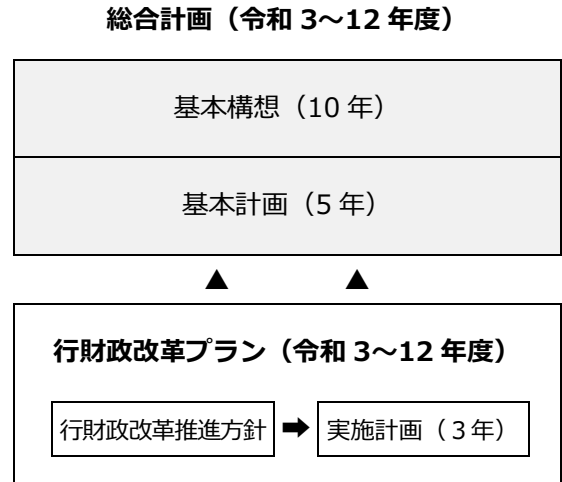 総合計画（令和 3～12 年度）
基本構想（10 年）
基本計画（5 年）
▲ ▲
行財政改革プラン（令和 3～12 年度）
行財政改革推進方針 ➡ 実施計画（３年）